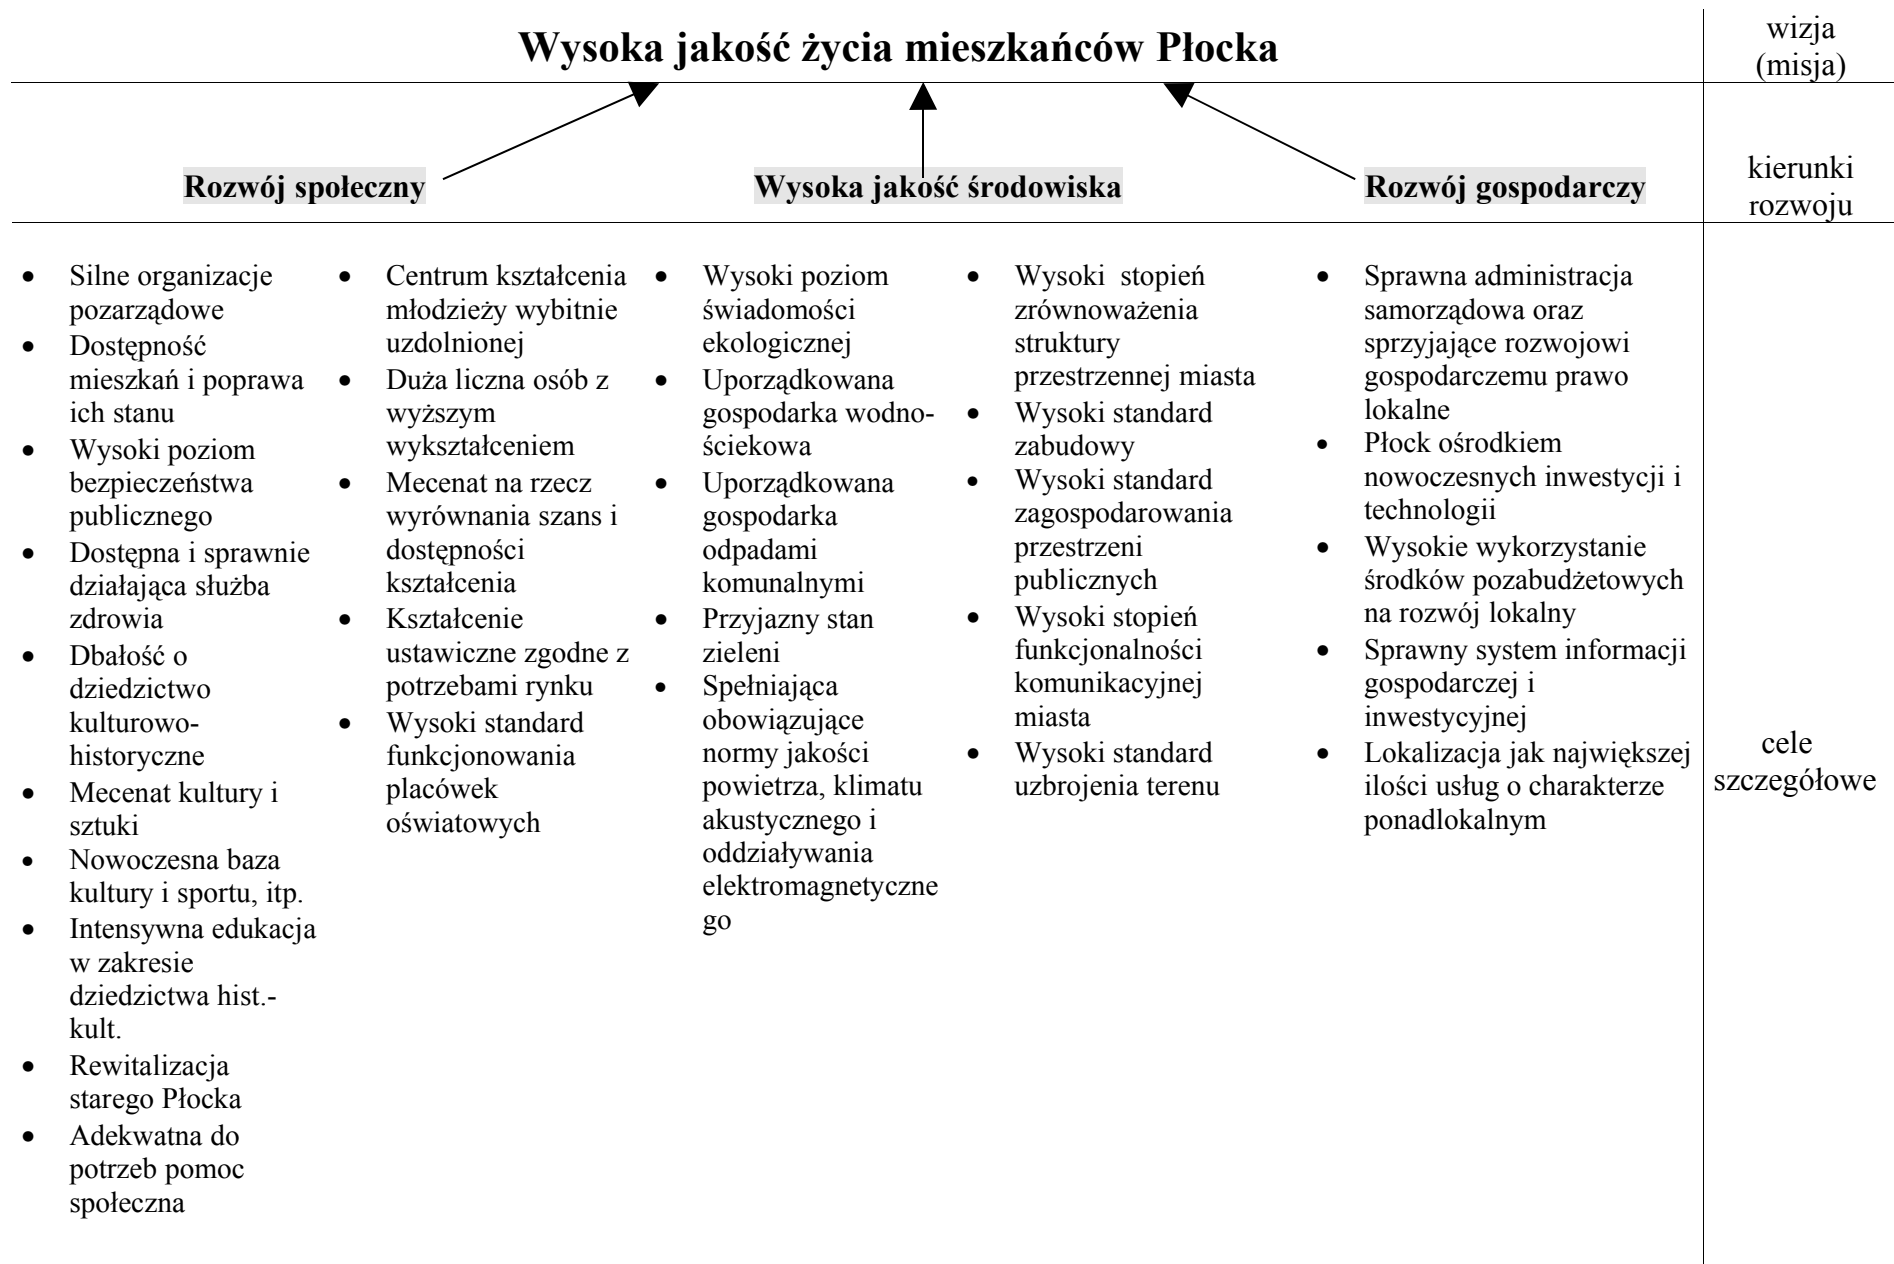 Wysoka jakość życia mieszkańców Płocka
wizja
(misja)
Rozwój społeczny
Wysoka jakość środowiska
Rozwój gospodarczy
kierunki
rozwoju
• Silne organizacje
pozarządowe
• Dostępność
mieszkań i poprawa
ich stanu
• Wysoki poziom
bezpieczeństwa
publicznego
• Dostępna i sprawnie
działająca służba
zdrowia
• Dbałość o
dziedzictwo
kulturowo-
historyczne
• Mecenat kultury i
sztuki
• Nowoczesna baza
kultury i sportu, itp.
• Intensywna edukacja
w zakresie
dziedzictwa hist.-
kult.
• Rewitalizacja
starego Płocka
• Adekwatna do
potrzeb pomoc
społeczna
• Centrum kształcenia
młodzieży wybitnie
uzdolnionej
• Duża liczna osób z
wyższym
wykształceniem
• Mecenat na rzecz
wyrównania szans i
dostępności
kształcenia
• Kształcenie
ustawiczne zgodne z
potrzebami rynku
• Wysoki standard
funkcjonowania
placówek
oświatowych
• Wysoki poziom
świadomości
ekologicznej
• Uporządkowana
gospodarka wodno-
ściekowa
• Uporządkowana
gospodarka
odpadami
komunalnymi
• Przyjazny stan
zieleni
• Spełniająca
obowiązujące
normy jakości
powietrza, klimatu
akustycznego i
oddziaływania
elektromagnetyczne
go
• Wysoki stopień
zrównoważenia
struktury
przestrzennej miasta
• Wysoki standard
zabudowy
• Wysoki standard
zagospodarowania
przestrzeni
publicznych
• Wysoki stopień
funkcjonalności
komunikacyjnej
miasta
• Wysoki standard
uzbrojenia terenu
• Sprawna administracja
samorządowa oraz
sprzyjające rozwojowi
gospodarczemu prawo
lokalne
• Płock ośrodkiem
nowoczesnych inwestycji i
technologii
• Wysokie wykorzystanie
środków pozabudżetowych
na rozwój lokalny
• Sprawny system informacji
gospodarczej i
inwestycyjnej
• Lokalizacja jak największej
ilości usług o charakterze
ponadlokalnym
cele
szczegółowe